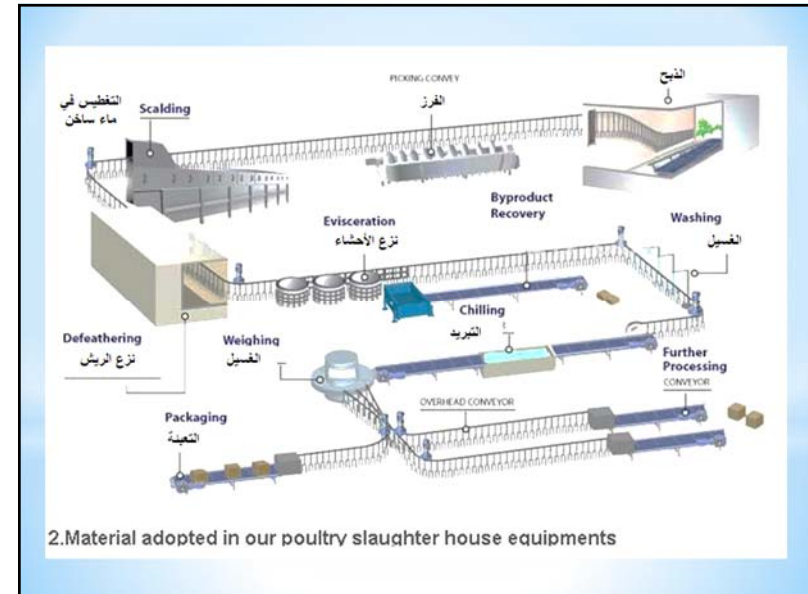 PICKING CONVEY
الفرز
الذبح
التغطيس في
ماء ساخن
Scalding
Byproduct
Recovery
Evisceration
نزع الأحشاء
Washing
الغسيل
Defeathering
نزع الريش
Weighing
الغسيل
Chilling
التبريد
Further
Processing
CONVEYOR
OVERHEAD CONVEYOR
Packaging
التعبئة
2.Material adopted in our poultry slaughter house equipments